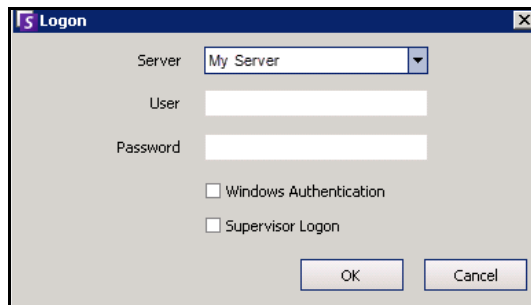 S Logon
Server My Server
User
Password
Windows Authentication
Supervisor Logon
OK Cancel